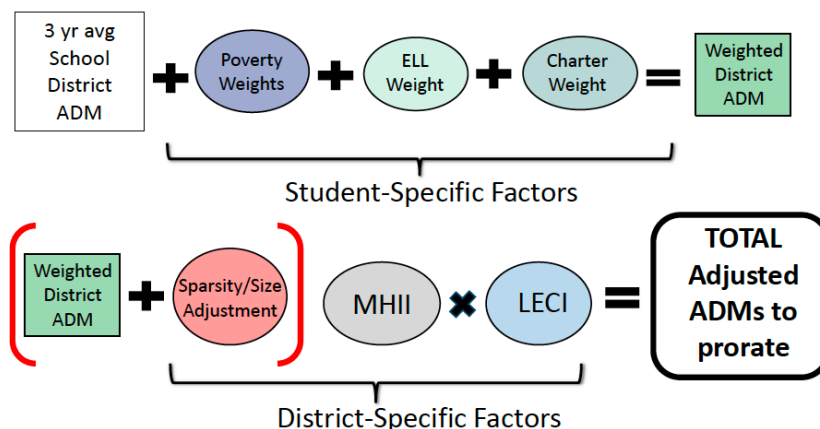 3 yr avg
School
District
ADM
+
Poverty
Weights
+
ELL
Weight
+
Charter
Weight
=
Weighted
District
ADM
Student-Specific Factors
(
Weighted
District
ADM
+
Sparsity/Size
Adjustment
)
MHII
×
LECI
=
TOTAL
Adjusted
ADMs to
prorate
District-Specific Factors